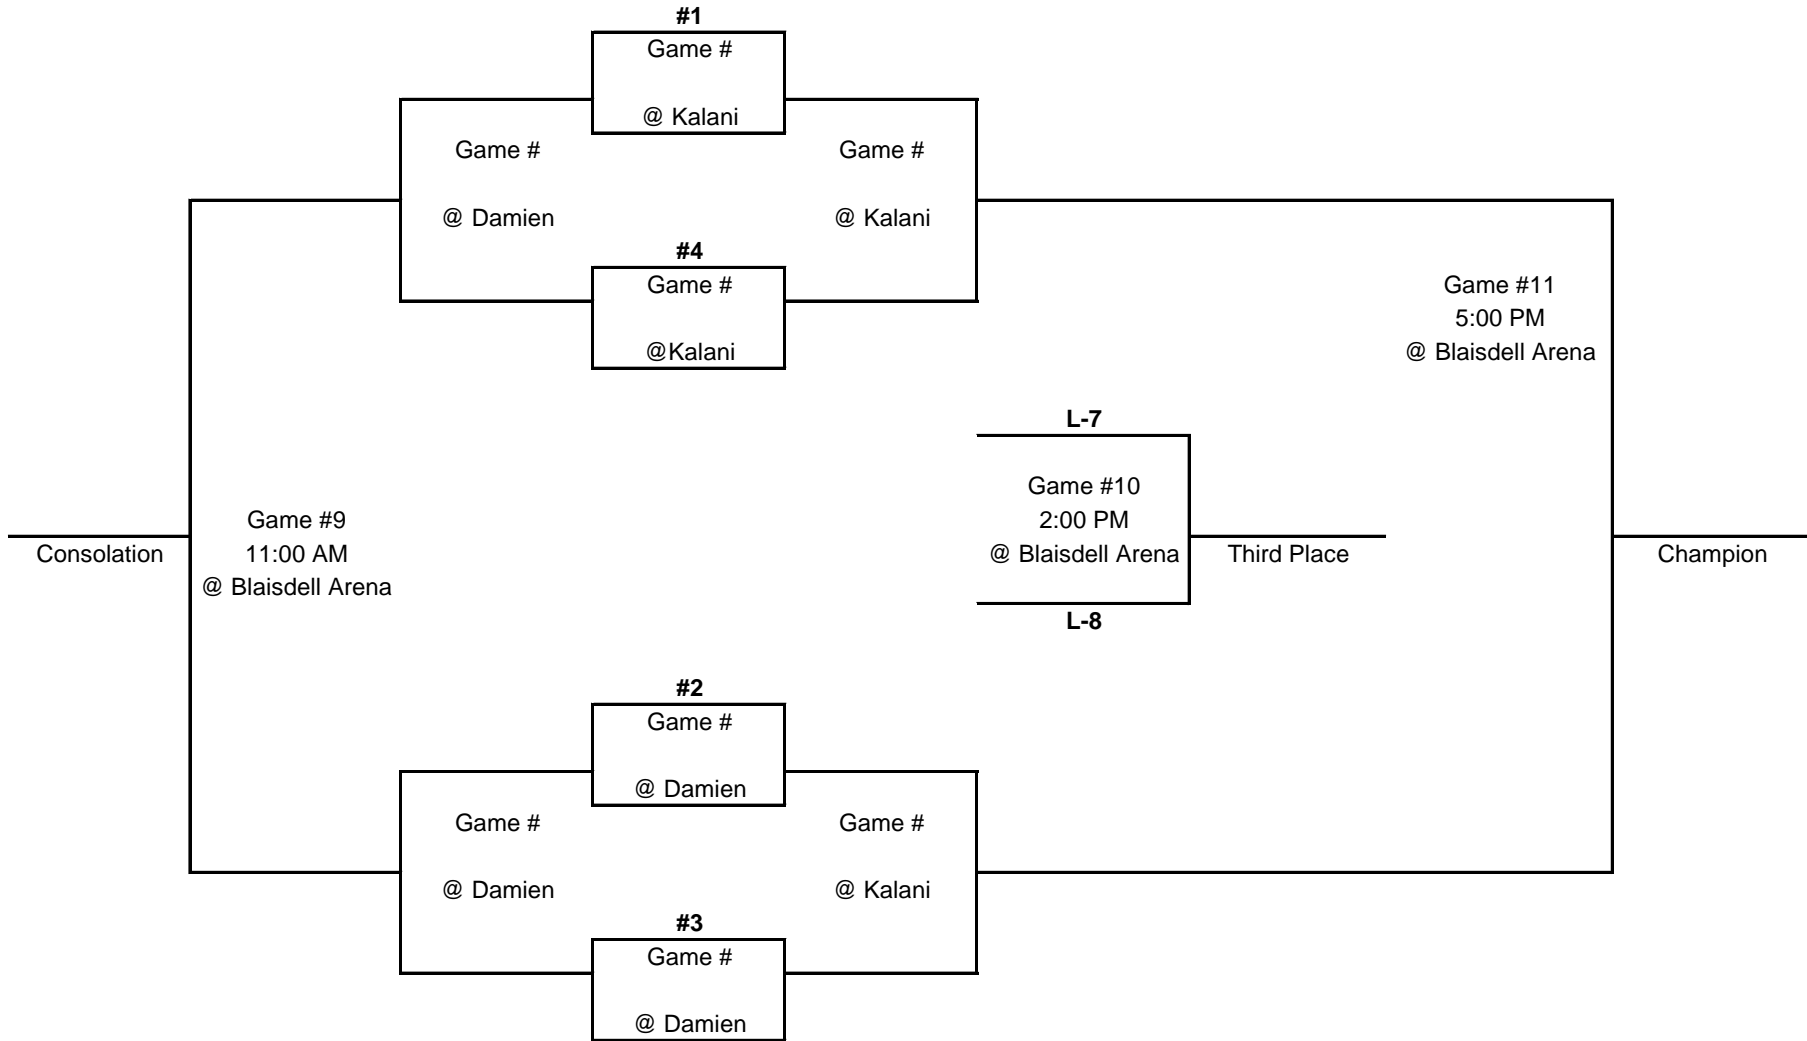 #1
Game #
@ Kalani
Game #
Game #
@ Damien
@ Kalani
#4
Game #
@Kalani
Game #11
5:00 PM
@ Blaisdell Arena
L-7
Game #10
2:00 PM
@ Blaisdell Arena
Third Place
L-8
Game #9
11:00 AM
@ Blaisdell Arena
Consolation
Champion
#2
Game #
@ Damien
Game #
Game #
@ Damien
@ Kalani
#3
Game #
@ Damien